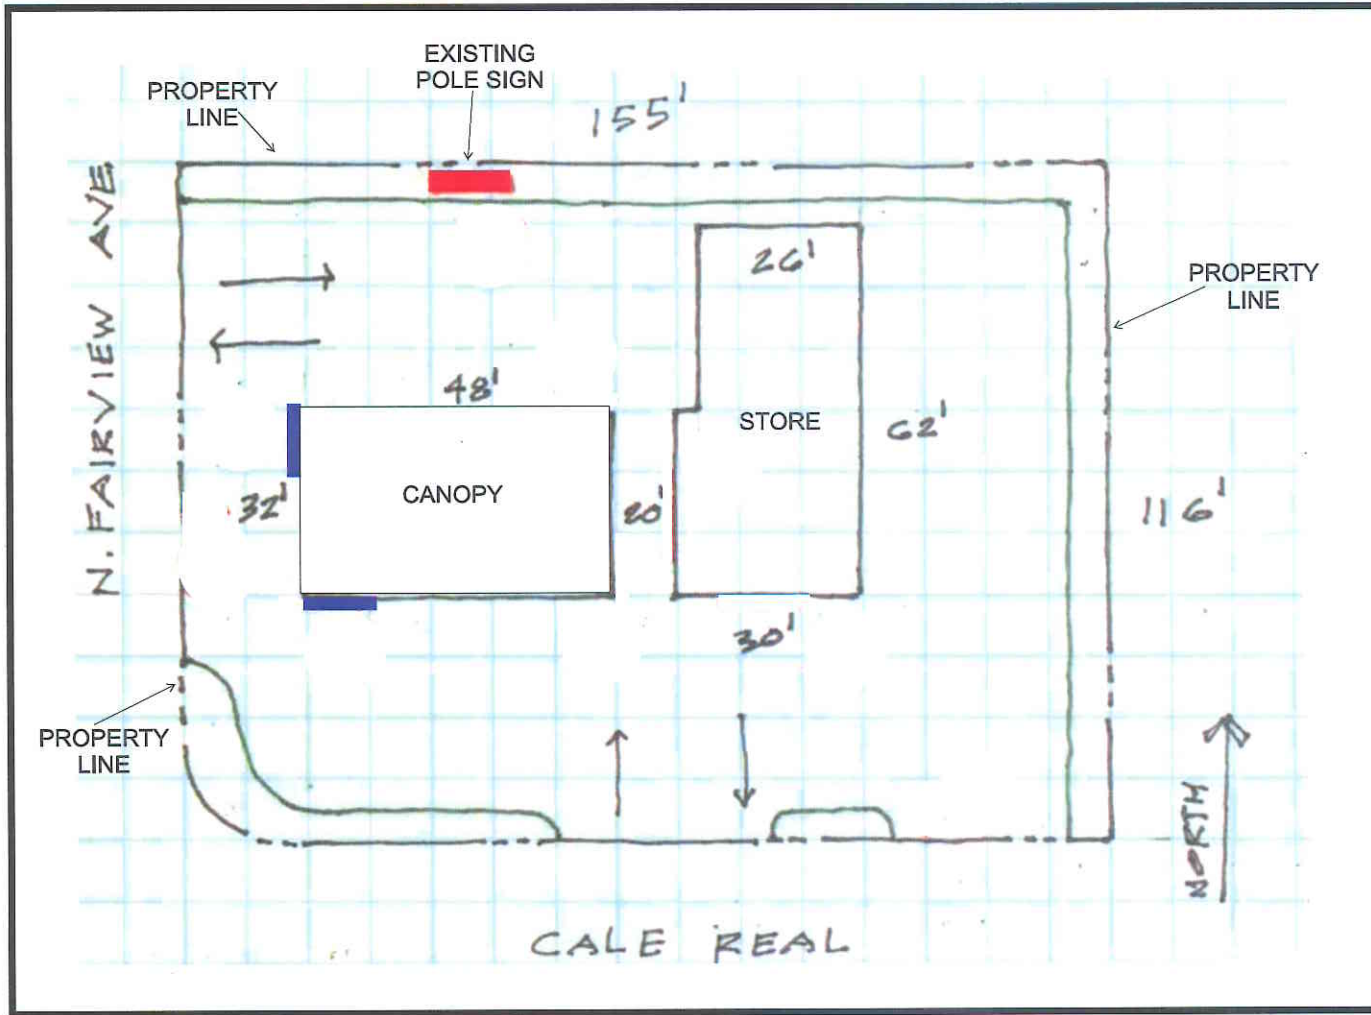 EXISTING
POLE SIGN
PROPERTY
LINE
155'
N. FAIRVIEW AVE
26'
PROPERTY
LINE
48'
STORE
62'
CANOPY
32'
20'
116'
30'
PROPERTY
LINE
NORTH
CALE REAL